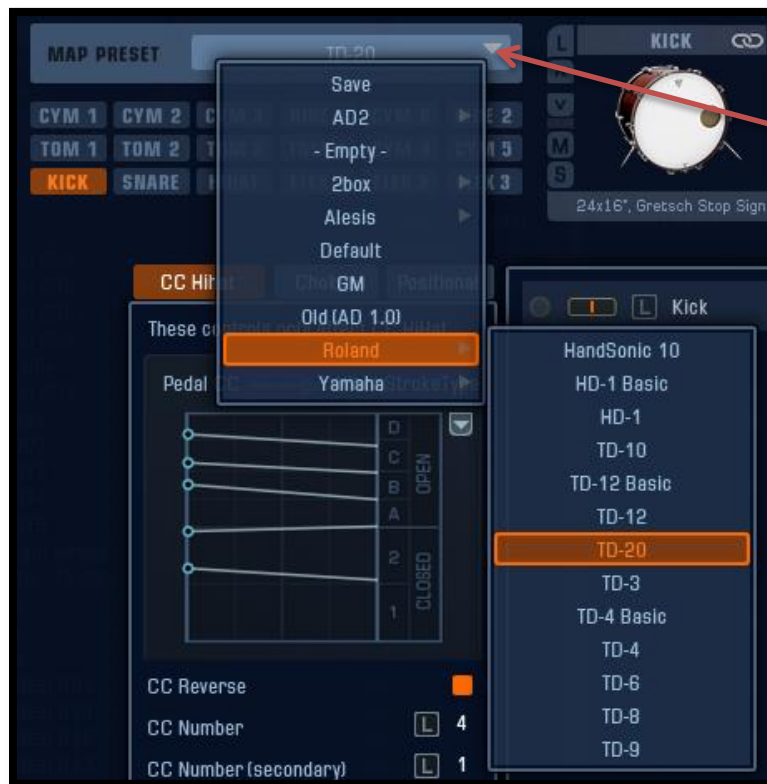 MAP PRESET TD-20
L KICK
V
M
S
CYM 1 CYM 2
TOM 1 TOM 2
KICK SNARE
24x16", Gretsch Stop Sign
Save
AD2
- Empty -
2box
Alesis
Default
GM
Old (AD 1.0)
Roland
Yamaha
CC Hihat
Positional
L Kick
Pedal CC
D
C
B
A
OPEN
2
1
CLOSED
CC Reverse
CC Number L 4
CC Number (secondary) L 1
HandSonic 10
HD-1 Basic
HD-1
TD-10
TD-12 Basic
TD-12
TD-20
TD-3
TD-4 Basic
TD-4
TD-6
TD-8
TD-9